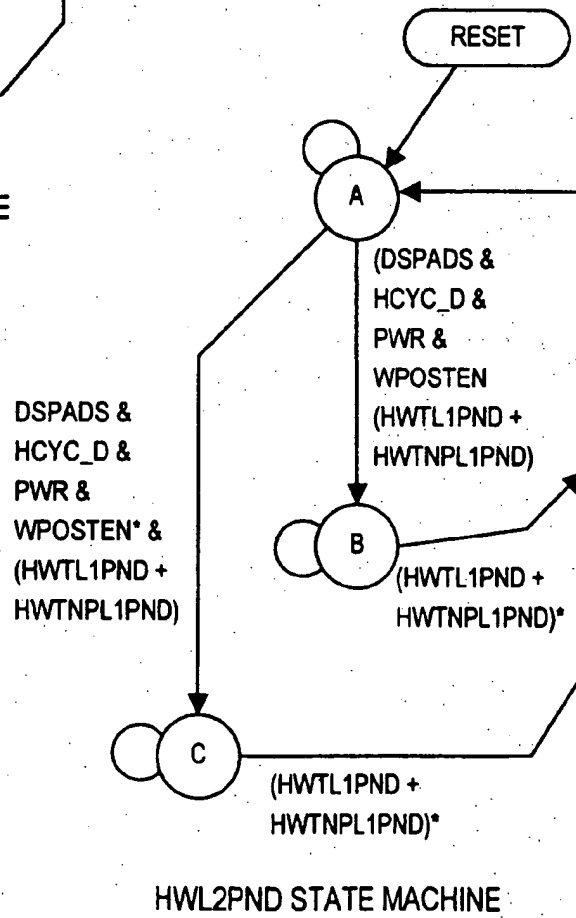 RESET
E
A
(DSPADS &
HCYC_D &
PWR &
WPOSTEN
(HWTL1PND +
HWTNPL1PND)
DSPADS &
HCYC_D &
PWR &
WPOSTEN* &
(HWTL1PND +
HWTNPL1PND)
B
(HWTL1PND +
HWTNPL1PND)*
C
(HWTL1PND +
HWTNPL1PND)*
HWL2PND STATE MACHINE